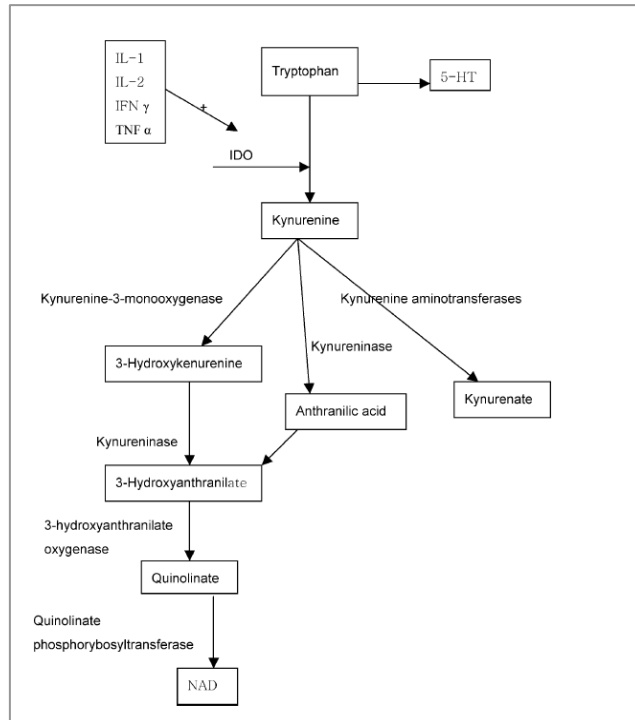 IL-1
IL-2
IFN γ
TNF α
+
Tryptophan
5-HT
IDO
Kynurenine
Kynurenine-3-monooxygenase
Kynurenine aminotransferases
Kynureninase
3-Hydroxykenurenine
Anthranilic acid
Kynurenate
Kynureninase
3-Hydroxyanthranilate
3-hydroxyanthranilate
oxygenase
Quinolinate
Quinolinate
phosphorybosyltransferase
NAD